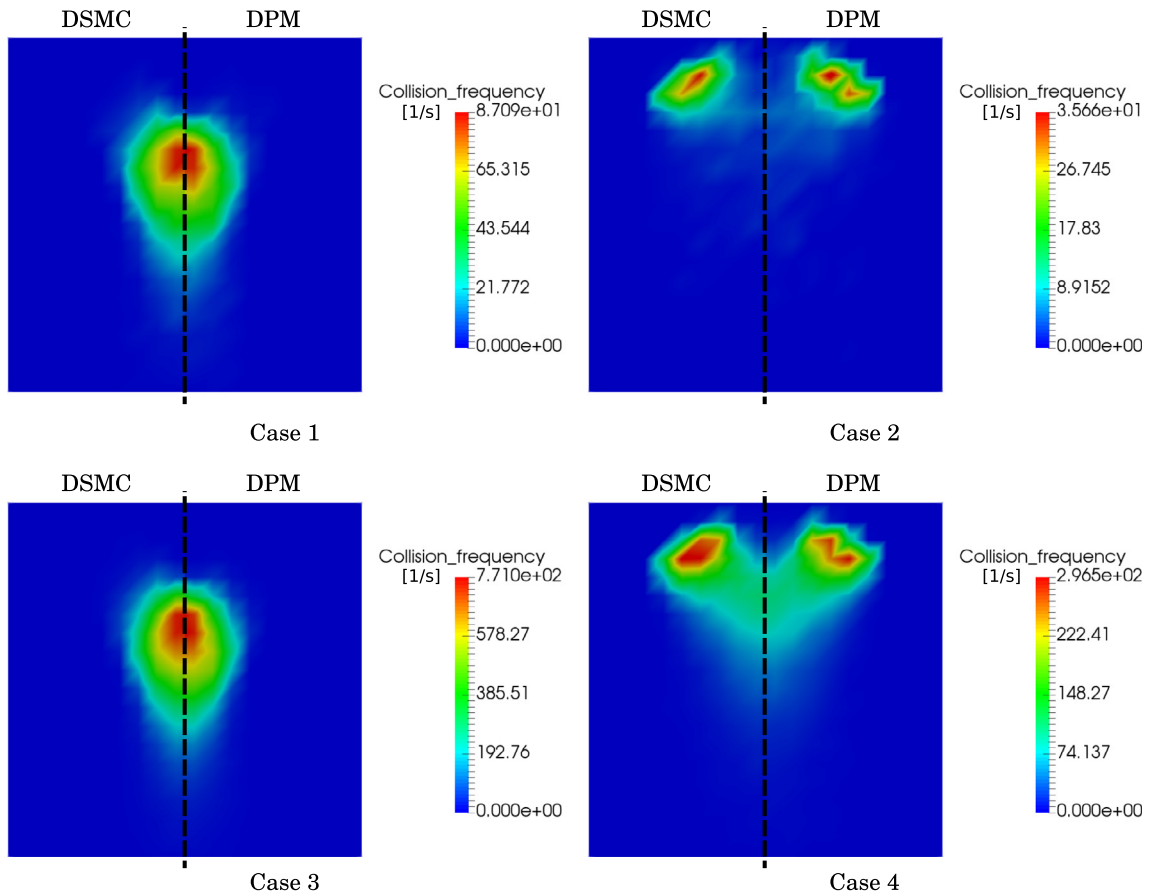 DSMC DPM
Collision_frequency
[1/s]
8.709e+01
65.315
43.544
21.772
0.000e+00
Case 1
DSMC DPM
Collision_frequency
[1/s]
3.566e+01
26.745
17.83
8.9152
0.000e+00
Case 2
DSMC DPM
Collision_frequency
[1/s]
7.710e+02
578.27
385.51
192.76
0.000e+00
Case 3
DSMC DPM
Collision_frequency
[1/s]
2.965e+02
222.41
148.27
74.137
0.000e+00
Case 4